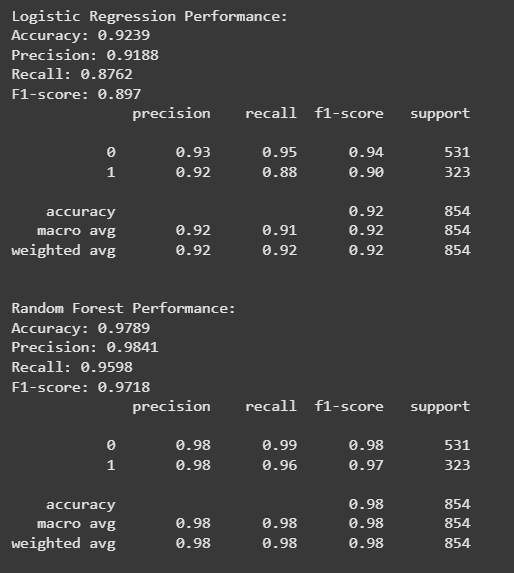 Logistic Regression Performance:
Accuracy: 0.9239
Precision: 0.9188
Recall: 0.8762
F1-score: 0.897
precision recall f1-score support
0 0.93 0.95 0.94 531
1 0.92 0.88 0.90 323
accuracy 0.92 854
macro avg 0.92 0.91 0.92 854
weighted avg 0.92 0.92 0.92 854
Random Forest Performance:
Accuracy: 0.9789
Precision: 0.9841
Recall: 0.9598
F1-score: 0.9718
precision recall f1-score support
0 0.98 0.99 0.98 531
1 0.98 0.96 0.97 323
accuracy 0.98 854
macro avg 0.98 0.98 0.98 854
weighted avg 0.98 0.98 0.98 854